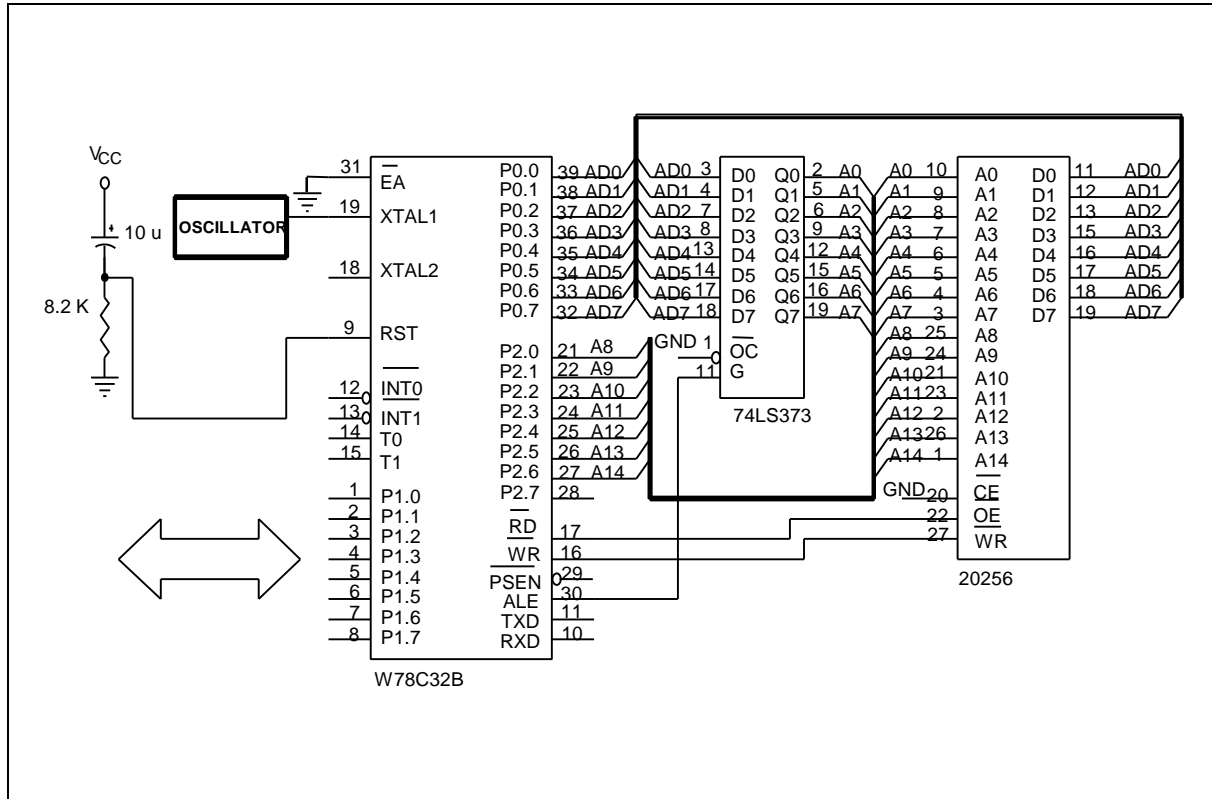 VCC
10 u
8.2 K
OSCILLATOR
31 EA
19 XTAL1
18 XTAL2
9 RST
12 INT0
13 INT1
14 T0
15 T1
1 P1.0
2 P1.1
3 P1.2
4 P1.3
5 P1.4
6 P1.5
7 P1.6
8 P1.7
P0.0 39 AD0
P0.1 38 AD1
P0.2 37 AD2
P0.3 36 AD3
P0.4 35 AD4
P0.5 34 AD5
P0.6 33 AD6
P0.7 32 AD7
P2.0 21 A8
P2.1 22 A9
P2.2 23 A10
P2.3 24 A11
P2.4 25 A12
P2.5 26 A13
P2.6 27 A14
P2.7 28
RD 17
WR 16
PSEN 29
ALE 30
TXD 11
RXD 10
W78C32B
AD0 3 D0 Q0 2 A0
AD1 4 D1 Q1 5 A1
AD2 7 D2 Q2 6 A2
AD3 8 D3 Q3 9 A3
AD4 13 D4 Q4 12 A4
AD5 14 D5 Q5 15 A5
AD6 17 D6 Q6 16 A6
AD7 18 D7 Q7 19 A7
GND 1 OC
11 G
74LS373
A0 10 A0 D0 11 AD0
A1 9 A1 D1 12 AD1
A2 8 A2 D2 13 AD2
A3 7 A3 D3 15 AD3
A4 6 A4 D4 16 AD4
A5 5 A5 D5 17 AD5
A6 4 A6 D6 18 AD6
A7 3 A7 D7 19 AD7
A8 25 A8
A9 24 A9
A10 21 A10
A11 23 A11
A12 2 A12
A13 26 A13
A14 1 A14
GND 20 CE
22 OE
27 WR
20256